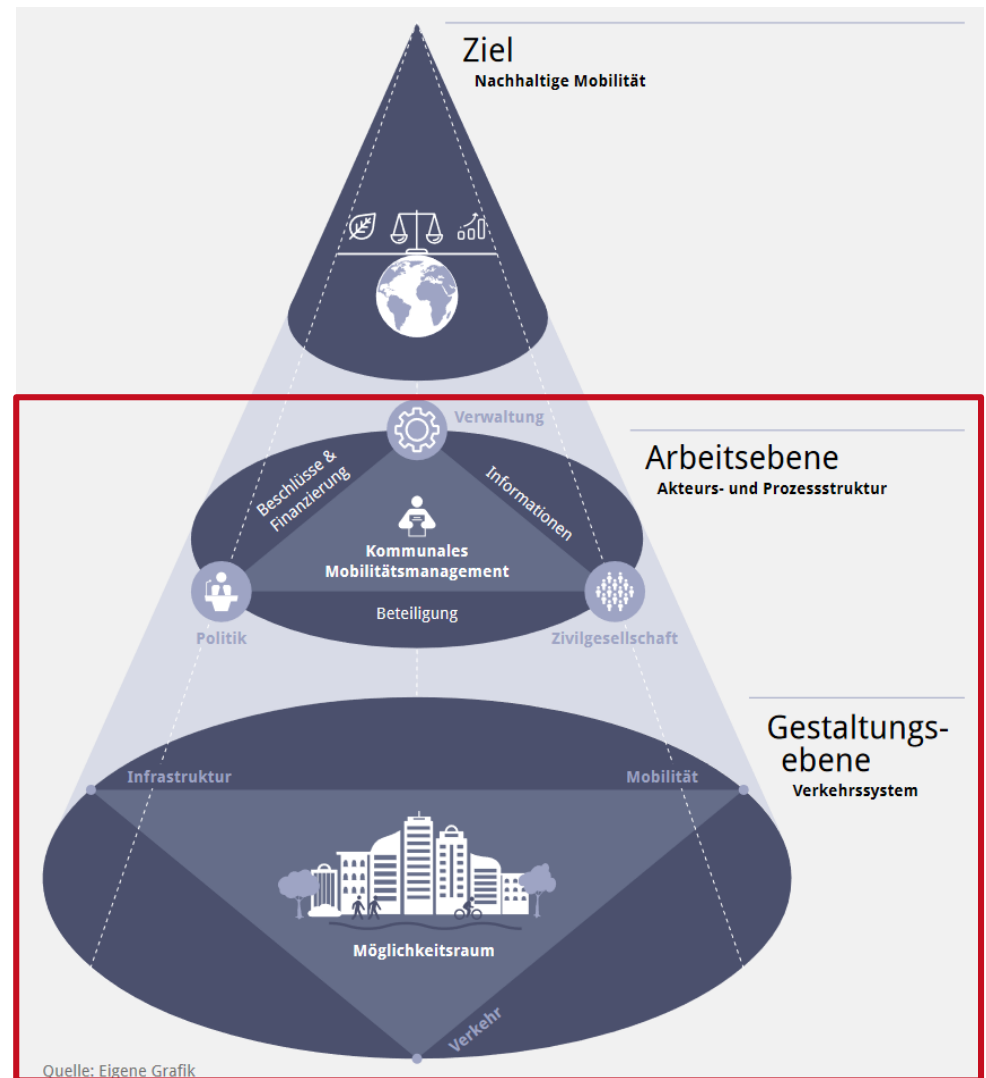 Ziel
Nachhaltige Mobilität
Verwaltung
Arbeitsebene
Akteurs- und Prozessstruktur
Beschlüsse &
Finanzierung
Informationen
Kommunales
Mobilitätsmanagement
Beteiligung
Politik
Zivilgesellschaft
Gestaltungs-
ebene
Verkehrssystem
Infrastruktur
Mobilität
Möglichkeitsraum
Verkehr
Quelle: Eigene Grafik